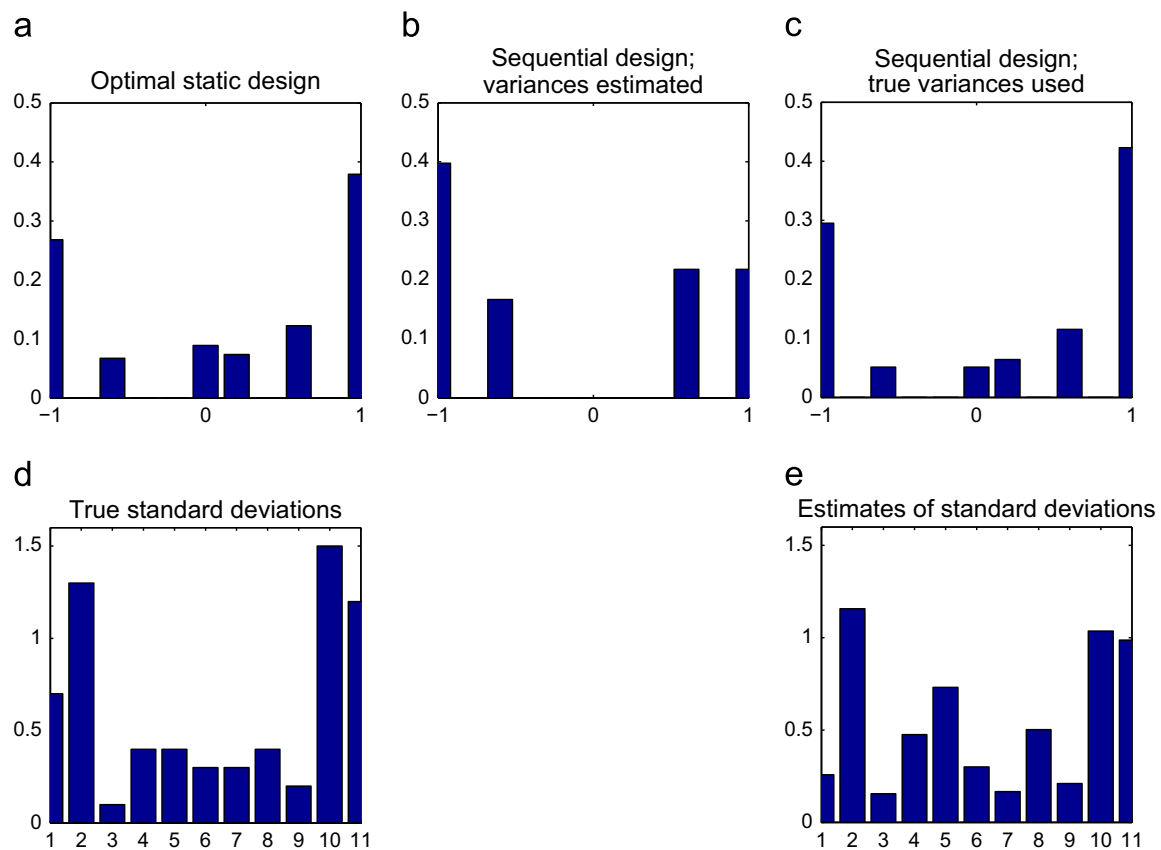 a
Optimal static design
0.5
0.4
0.3
0.2
0.1
0
−1
0
1
b
Sequential design;
variances estimated
0.5
0.4
0.3
0.2
0.1
0
−1
0
1
c
Sequential design;
true variances used
0.5
0.4
0.3
0.2
0.1
0
−1
0
1
d
True standard deviations
1.5
1
0.5
0
1 2 3 4 5 6 7 8 9 10 11
e
Estimates of standard deviations
1.5
1
0.5
0
1 2 3 4 5 6 7 8 9 10 11